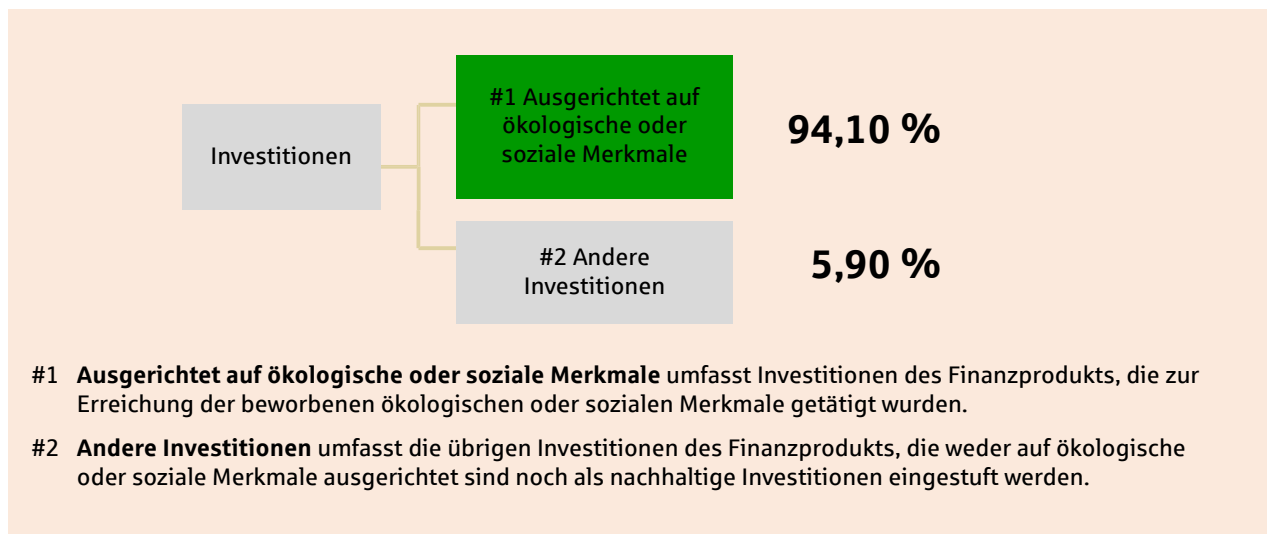 Investitionen
#1 Ausgerichtet auf
ökologische oder
soziale Merkmale
94,10 %
#2 Andere
Investitionen
5,90 %
#1 Ausgerichtet auf ökologische oder soziale Merkmale umfasst Investitionen des Finanzprodukts, die zur
Erreichung der beworbenen ökologischen oder sozialen Merkmale getätigt wurden.
#2 Andere Investitionen umfasst die übrigen Investitionen des Finanzprodukts, die weder auf ökologische
oder soziale Merkmale ausgerichtet sind noch als nachhaltige Investitionen eingestuft werden.